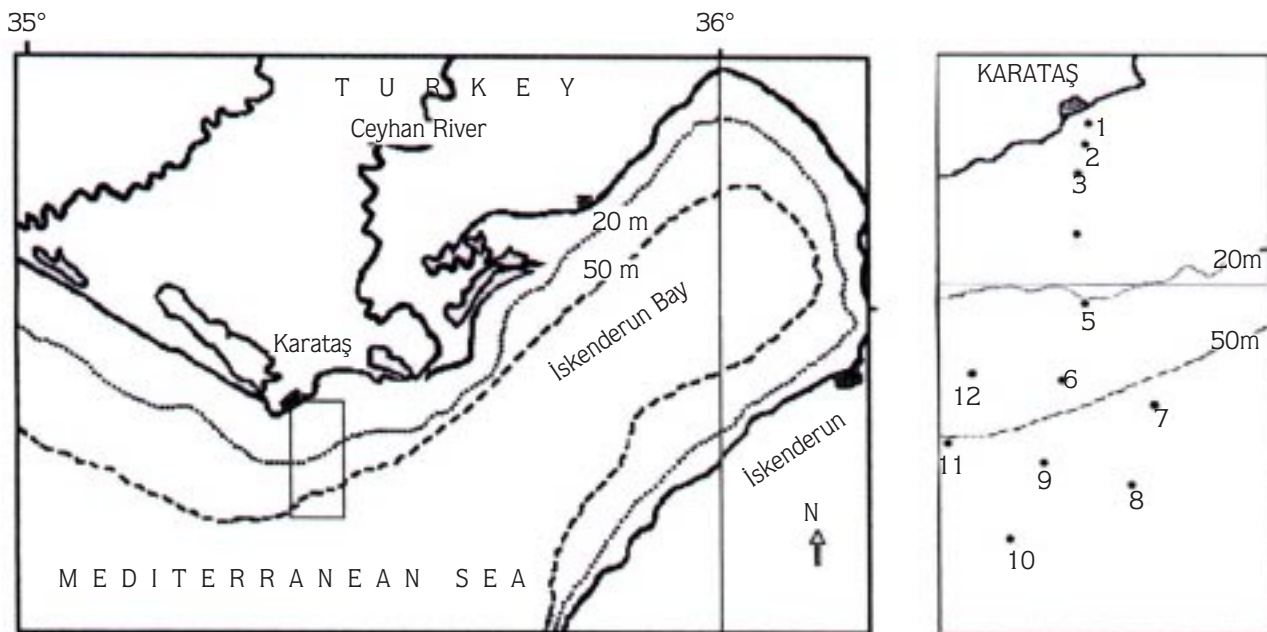 35°
36°
T U R K E Y
Ceyhan River
20 m
50 m
İskenderun Bay
Karataş
İskenderun
N
M E D I T E R R A N E A N S E A
KARATAŞ
1
2
3
20m
5
50m
12
6
7
11
9
8
10